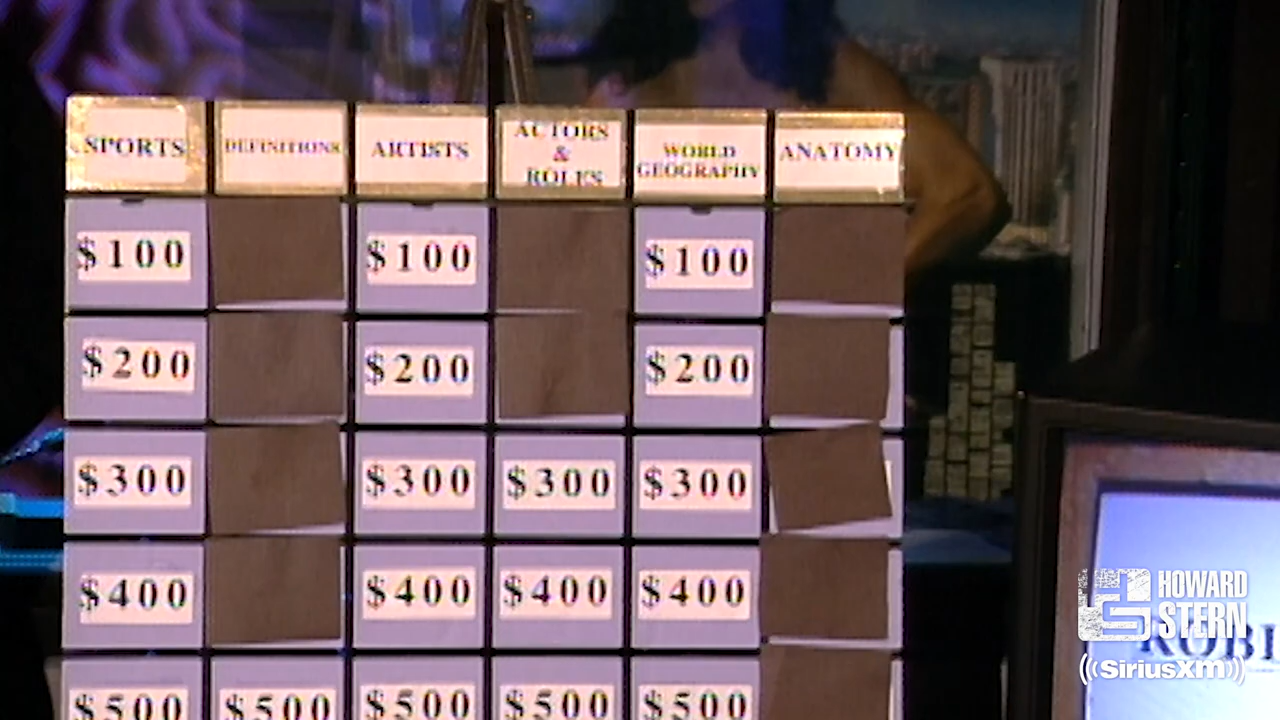 SPORTS
DEFINITIONS
ARTISTS
ACTORS
&
ROLES
WORLD
GEOGRAPHY
ANATOMY
$100
$100
$100
$200
$200
$200
$300
$300
$300
$300
$400
$400
$400
$400
$500
$500
$500
$500
$500
HOWARD
STERN
ROBI
((SiriusXM))